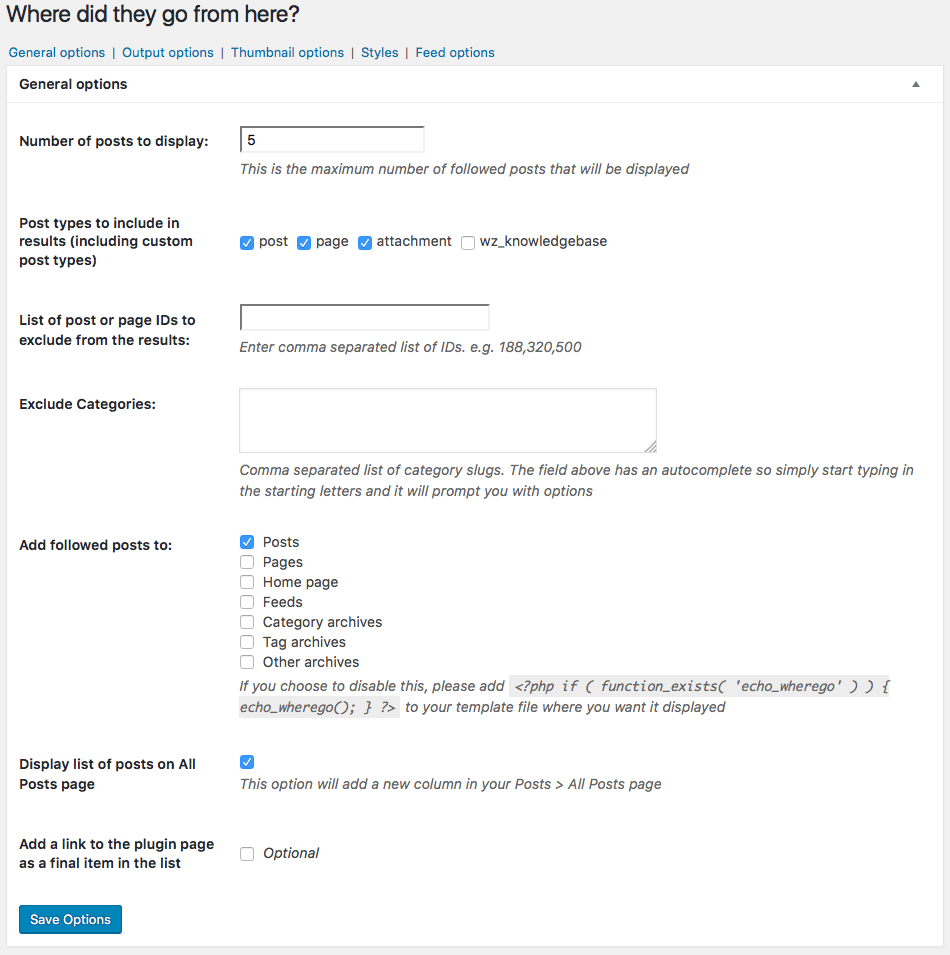 Where did they go from here?
General options | Output options | Thumbnail options | Styles | Feed options
General options
Number of posts to display:
5
This is the maximum number of followed posts that will be displayed
Post types to include in
results (including custom
post types)
post page attachment wz_knowledgebase
List of post or page IDs to
exclude from the results:
Enter comma separated list of IDs. e.g. 188,320,500
Exclude Categories:
Comma separated list of category slugs. The field above has an autocomplete so simply start typing in
the starting letters and it will prompt you with options
Add followed posts to:
Posts
Pages
Home page
Feeds
Category archives
Tag archives
Other archives
If you choose to disable this, please add <?php if ( function_exists( 'echo_wherego' ) ) {
echo_wherego(); } ?> to your template file where you want it displayed
Display list of posts on All
Posts page
This option will add a new column in your Posts > All Posts page
Add a link to the plugin page
as a final item in the list
Optional
Save Options